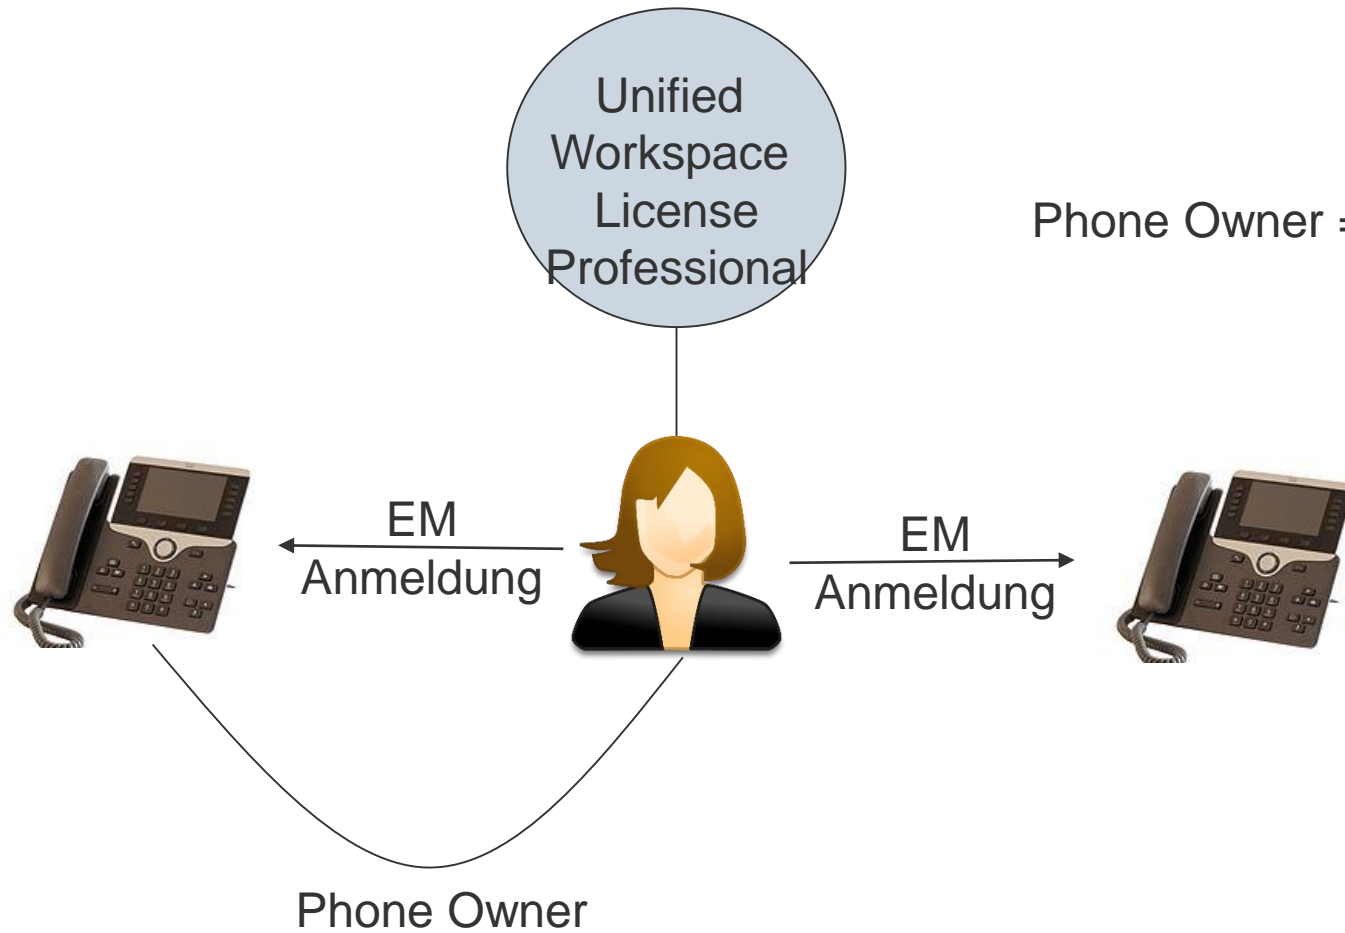 Unified
Workspace
License
Professional
Phone Owner =
EM
Anmeldung
EM
Anmeldung
Phone Owner